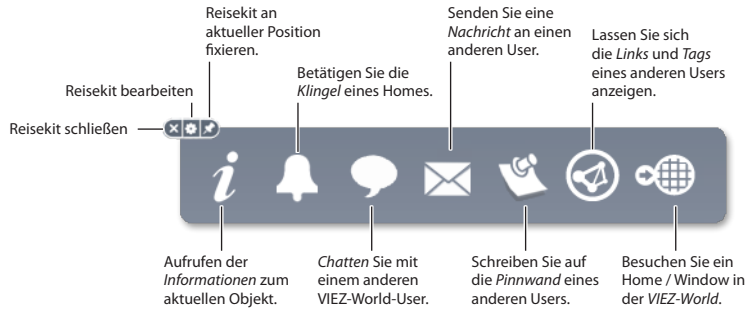 Reisekit an
aktueller Position
fixieren.
Senden Sie eine
Nachricht an einen
anderen User.
Lassen Sie sich
die Links und Tags
eines anderen Users
anzeigen.
Betätigen Sie die
Klingel eines Homes.
Reisekit bearbeiten
Reisekit schließen
Aufrufen der
Informationen zum
aktuellen Objekt.
Chatten Sie mit
einem anderen
VIEZ-World-User.
Schreiben Sie auf
die Pinnwand eines
anderen Users.
Besuchen Sie ein
Home / Window in
der VIEZ-World.